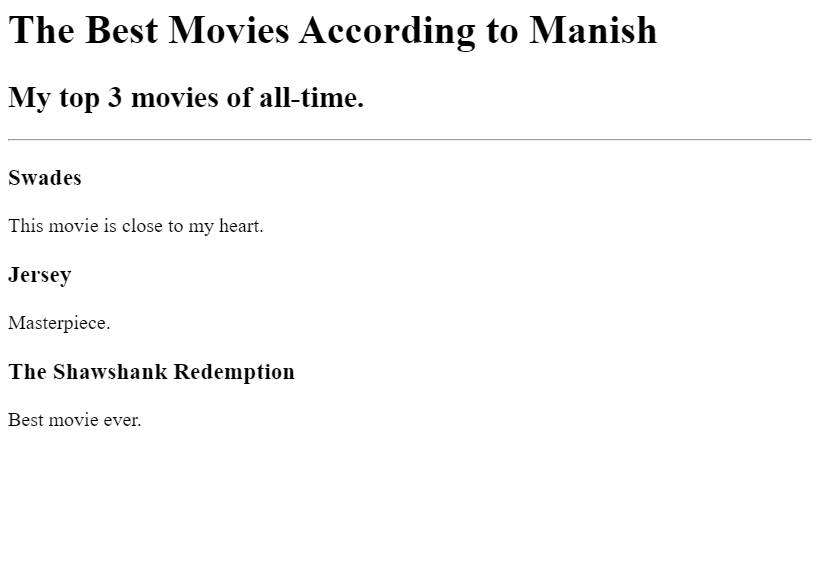 The Best Movies According to Manish
My top 3 movies of all-time.
Swades
This movie is close to my heart.
Jersey
Masterpiece.
The Shawshank Redemption
Best movie ever.